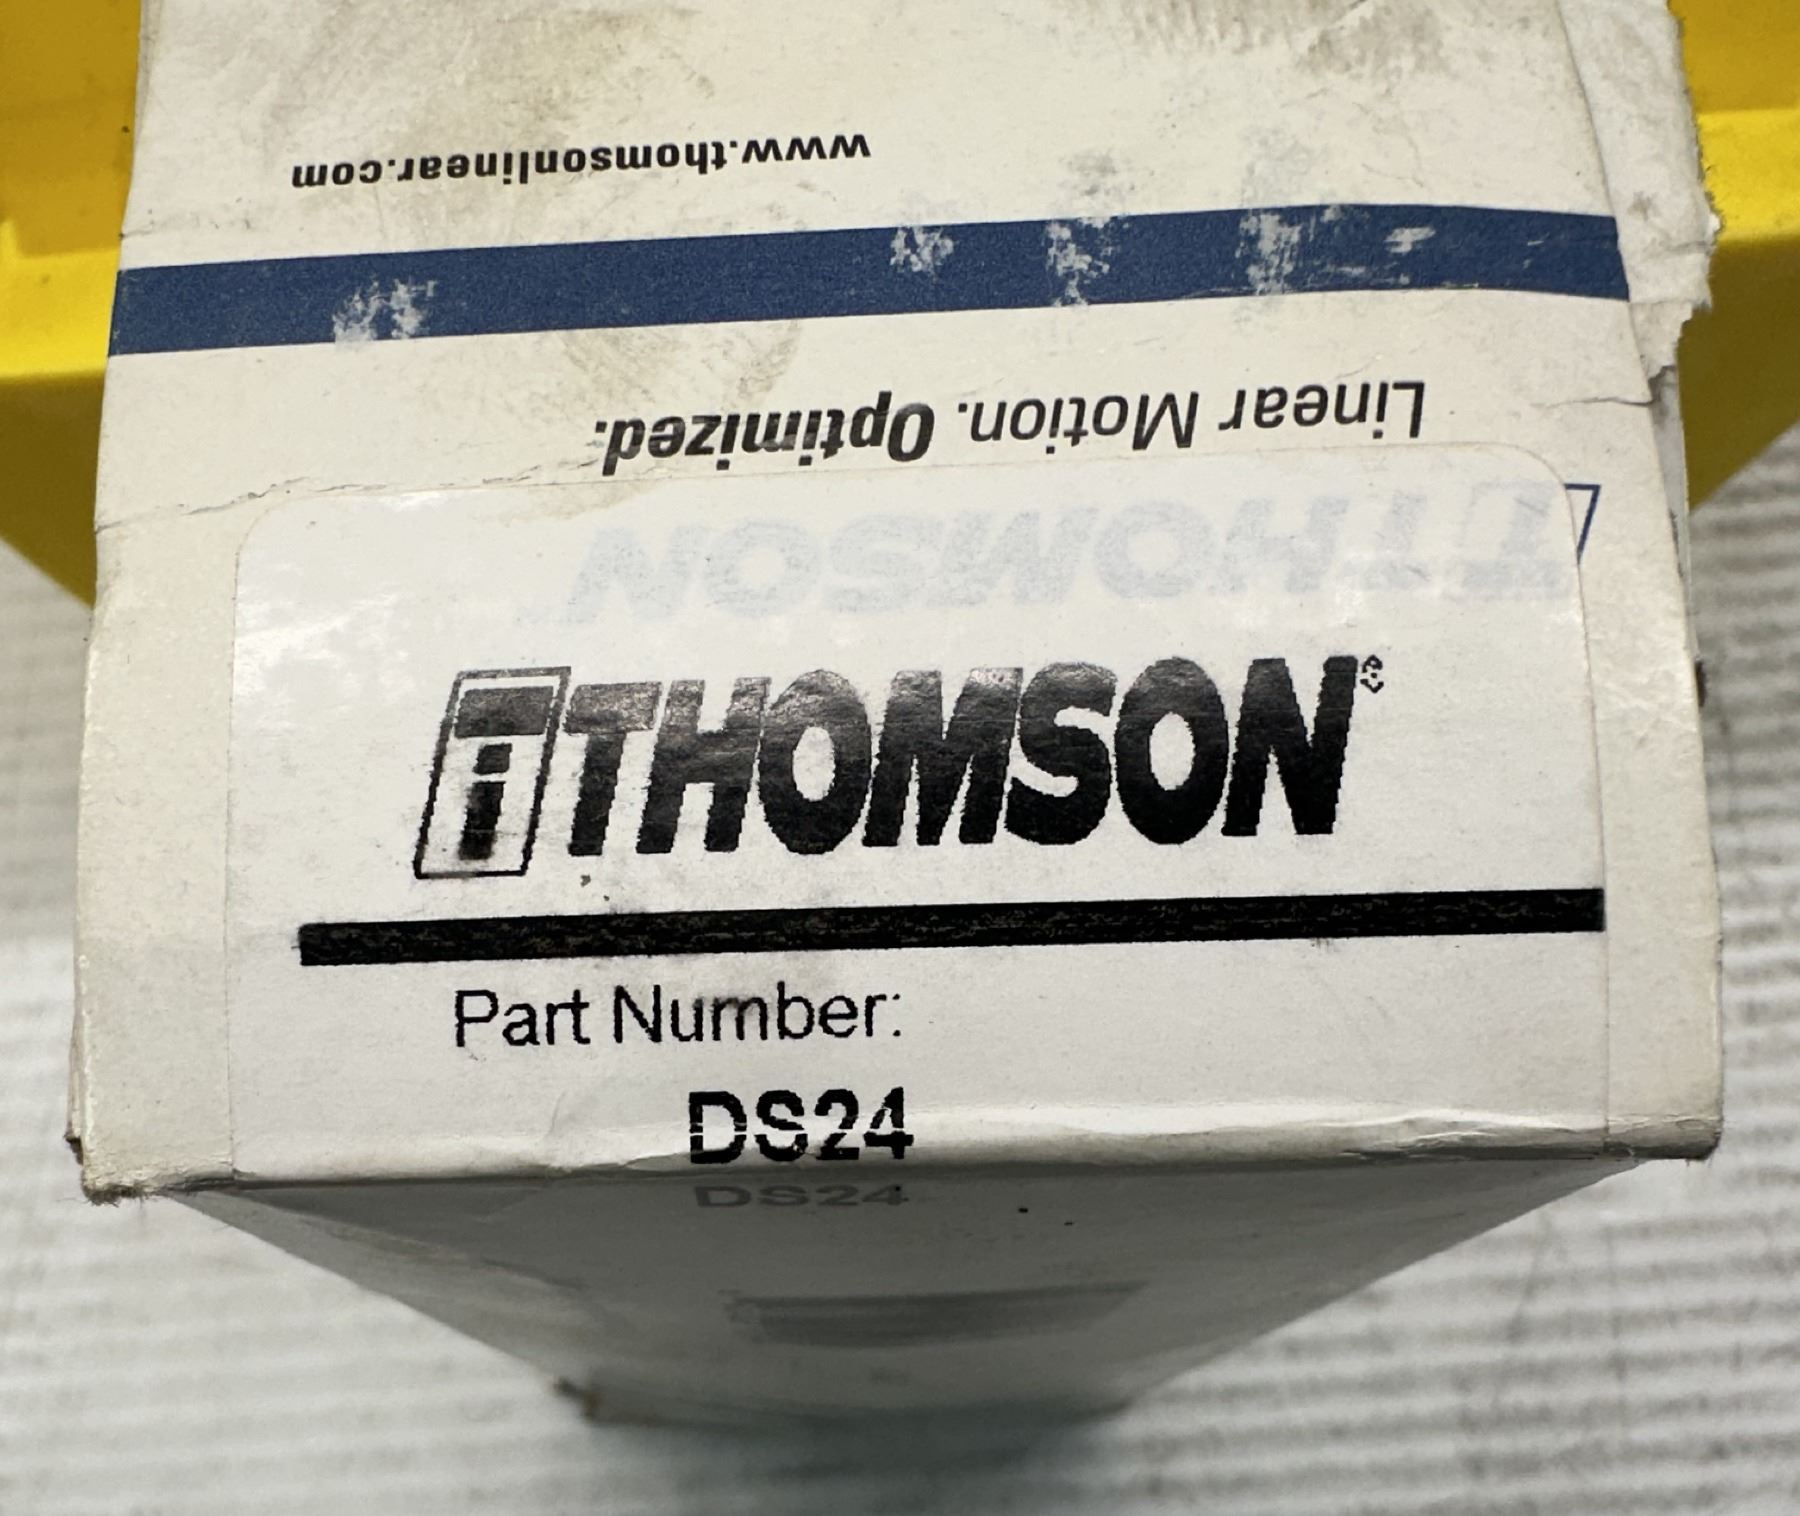 www.thomsonlinear.com
Linear Motion. Optimized.
THOMSON
THOMSON
Part Number:
DS24
DS24